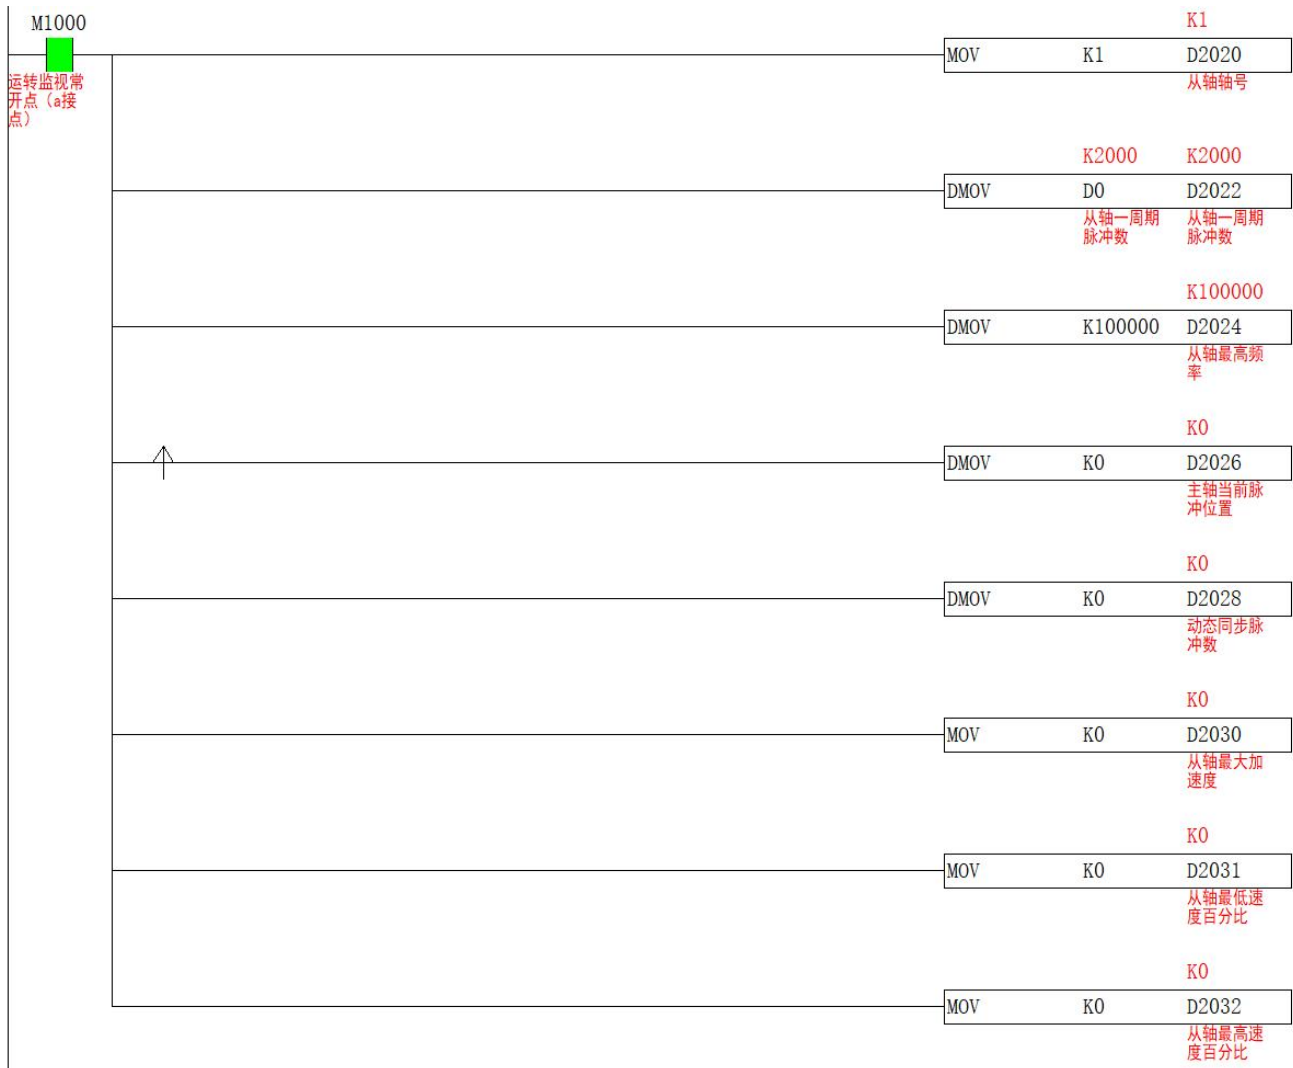 M1000
运转监视常
开点（a接
点）
K1
MOV K1 D2020
从轴轴号
K2000 K2000
DMOV D0 D2022
从轴一周期 从轴一周期
脉冲数 脉冲数
K100000
DMOV K100000 D2024
从轴最高频
率
K0
DMOV K0 D2026
主轴当前脉
冲位置
K0
DMOV K0 D2028
动态同步脉
冲数
K0
MOV K0 D2030
从轴最大加
速度
K0
MOV K0 D2031
从轴最低速
度百分比
K0
MOV K0 D2032
从轴最高速
度百分比